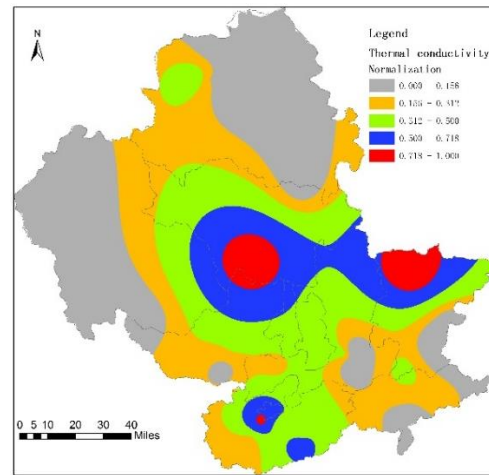 N
Legend
Thermal conductivity
Normalization
0.000 - 0.156
0.156 - 0.312
0.312 - 0.500
0.500 - 0.718
0.718 - 1.000
0 5 10 20 30 40
Miles